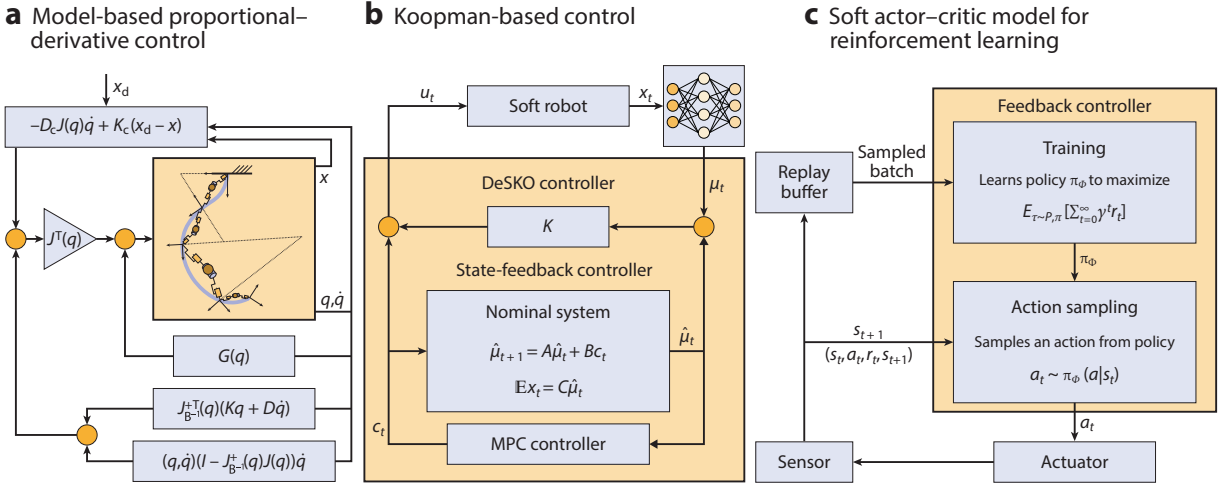 a Model-based proportional–
derivative control
x_d
−D_cJ(q)q̇ + K_c(x_d − x)
x
J^T(q)
q,q̇
G(q)
J^{+T}_{B^{−1}}(q)(Kq + Dq̇)
(q,q̇)(I − J^+_{B^{−1}}(q)J(q))q̇
b Koopman-based control
u_t
Soft robot
x_t
DeSKO controller
μ_t
K
State-feedback controller
Nominal system
μ̂_{t+1} = Aμ̂_t + Bc_t
𝔼x_t = Cμ̂_t
μ̂_t
c_t
MPC controller
c Soft actor–critic model for
reinforcement learning
Feedback controller
Sampled
batch
Replay
buffer
Training
Learns policy π_Φ to maximize
E_{τ∼P,π} [∑_{t=0}^∞ γ^t r_t]
π_Φ
s_{t+1}
(s_t, a_t, r_t, s_{t+1})
Action sampling
Samples an action from policy
a_t ∼ π_Φ (a|s_t)
a_t
Sensor
Actuator